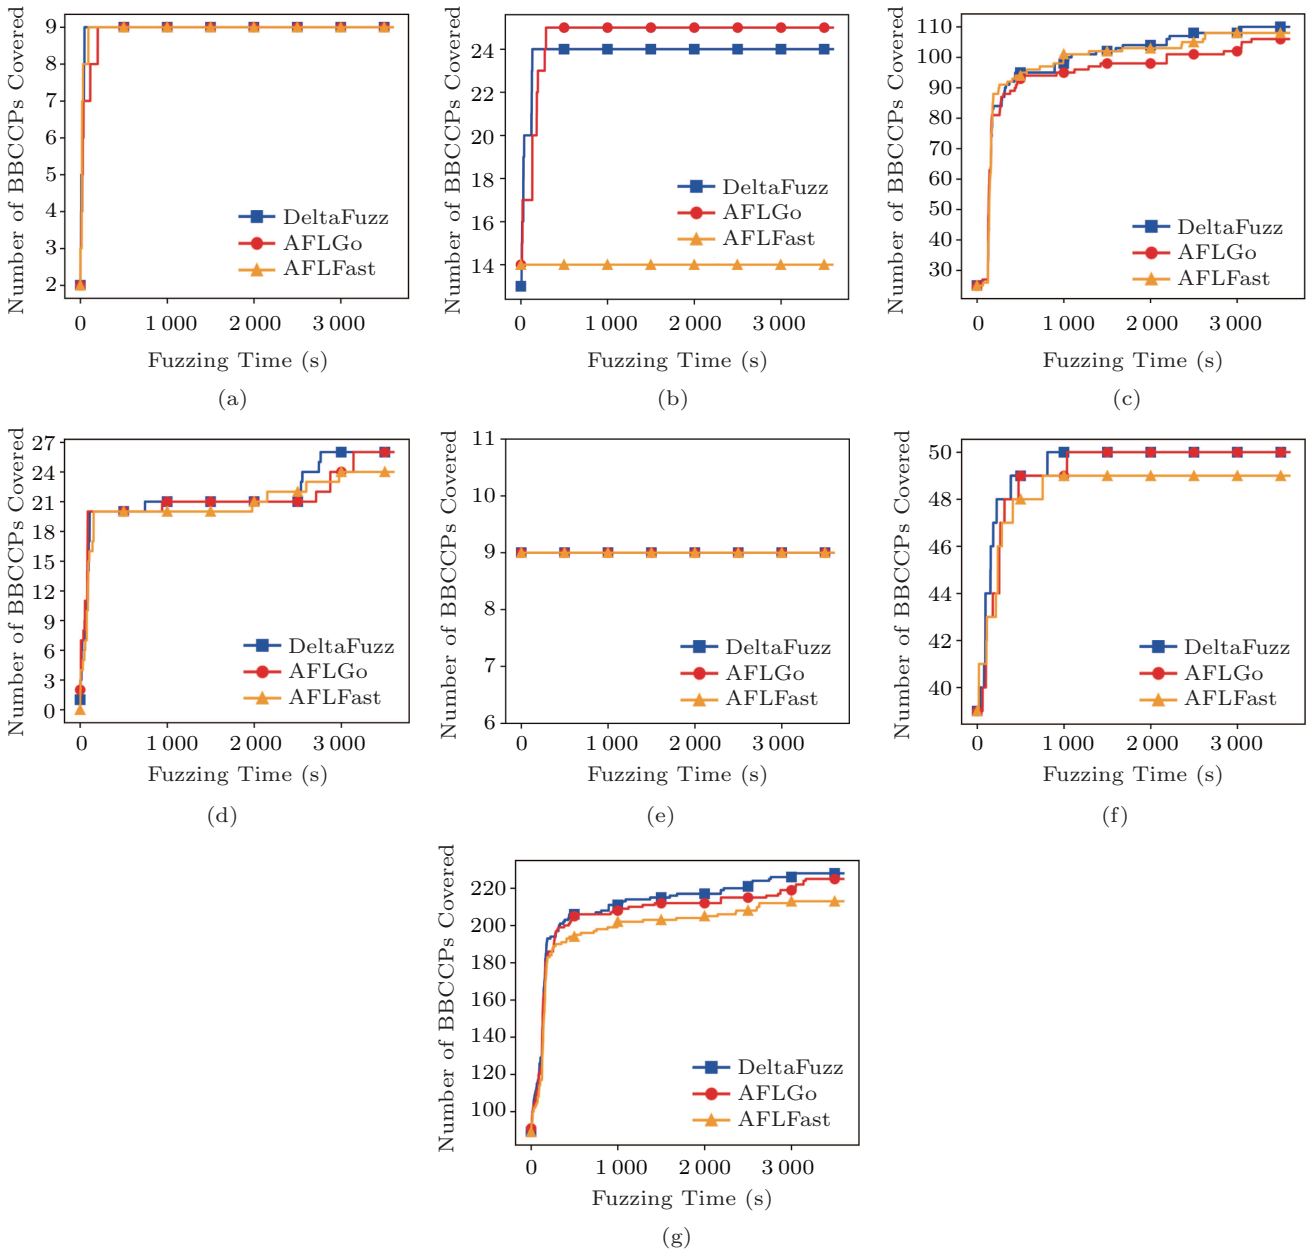 Number of BBCCPs Covered
9
8
7
6
5
4
3
2
DeltaFuzz
AFLGo
AFLFast
0 1 000 2 000 3 000
Fuzzing Time (s)
(a)
Number of BBCCPs Covered
24
22
20
18
16
14
DeltaFuzz
AFLGo
AFLFast
0 1 000 2 000 3 000
Fuzzing Time (s)
(b)
Number of BBCCPs Covered
110
100
90
80
70
60
50
40
30
DeltaFuzz
AFLGo
AFLFast
0 1 000 2 000 3 000
Fuzzing Time (s)
(c)
Number of BBCCPs Covered
27
24
21
18
15
12
9
6
3
0
DeltaFuzz
AFLGo
AFLFast
0 1 000 2 000 3 000
Fuzzing Time (s)
(d)
Number of BBCCPs Covered
11
10
9
8
7
6
DeltaFuzz
AFLGo
AFLFast
0 1 000 2 000 3 000
Fuzzing Time (s)
(e)
Number of BBCCPs Covered
50
48
46
44
42
40
DeltaFuzz
AFLGo
AFLFast
0 1 000 2 000 3 000
Fuzzing Time (s)
(f)
Number of BBCCPs Covered
220
200
180
160
140
120
100
DeltaFuzz
AFLGo
AFLFast
0 1 000 2 000 3 000
Fuzzing Time (s)
(g)